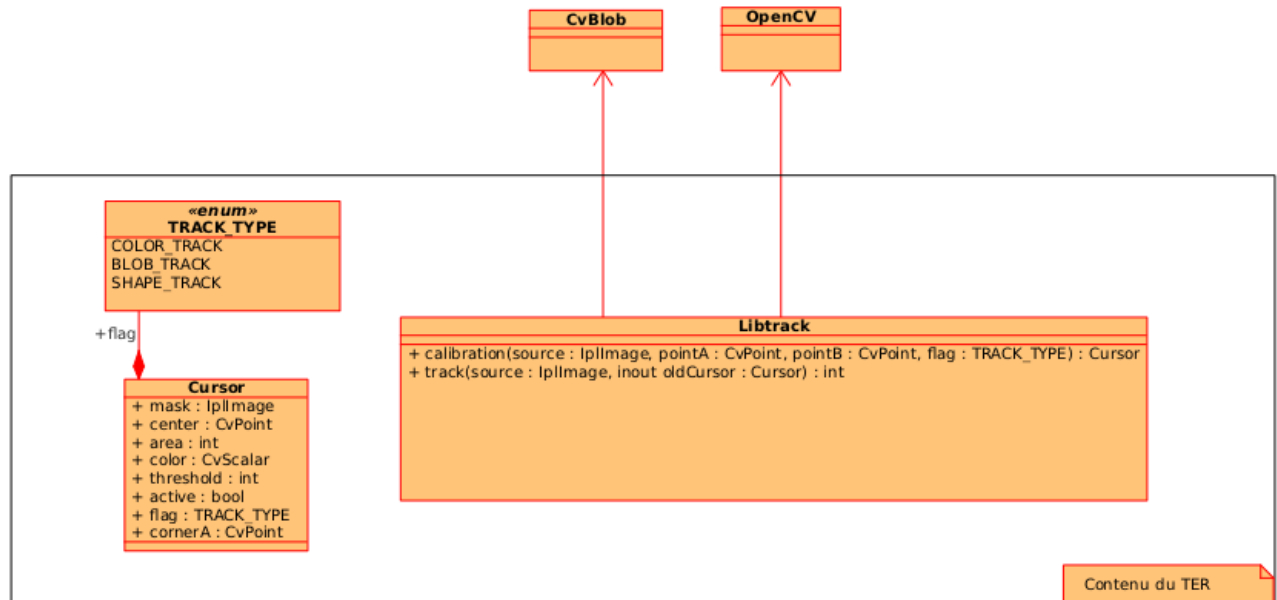 CvBlob
OpenCV
«enum»
TRACK_TYPE
COLOR_TRACK
BLOB_TRACK
SHAPE_TRACK
+flag
Cursor
+ mask : IplImage
+ center : CvPoint
+ area : int
+ color : CvScalar
+ threshold : int
+ active : bool
+ flag : TRACK_TYPE
+ cornerA : CvPoint
Libtrack
+ calibration(source : IplImage, pointA : CvPoint, pointB : CvPoint, flag : TRACK_TYPE) : Cursor
+ track(source : IplImage, inout oldCursor : Cursor) : int
Contenu du TER